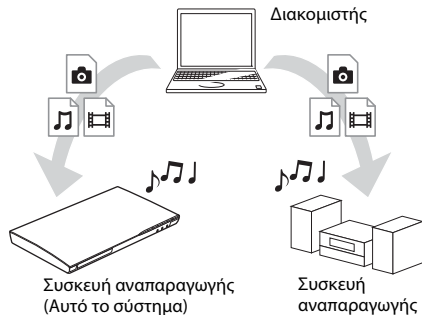 Διακομιστής
Συσκευή αναπαραγωγής
(Αυτό το σύστημα)
Συσκευή
αναπαραγωγής